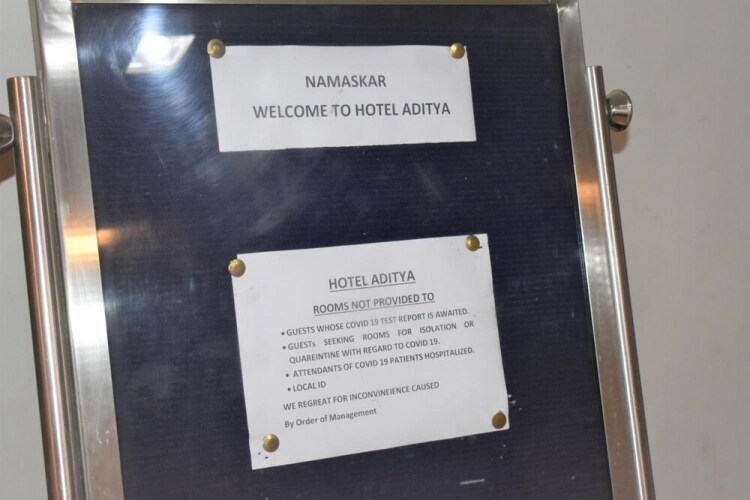 NAMASKAR
WELCOME TO HOTEL ADITYA
HOTEL ADITYA
ROOMS NOT PROVIDED TO
• GUESTS WHOSE COVID 19 TEST REPORT IS AWAITED.
• GUESTs SEEKING ROOMS FOR ISOLATION OR
QUAREINTINE WITH REGARD TO COVID 19.
• ATTENDANTS OF COVID 19 PATIENTS HOSPITALIZED.
• LOCAL ID
WE REGREAT FOR INCONVINEIENCE CAUSED
By Order of Management